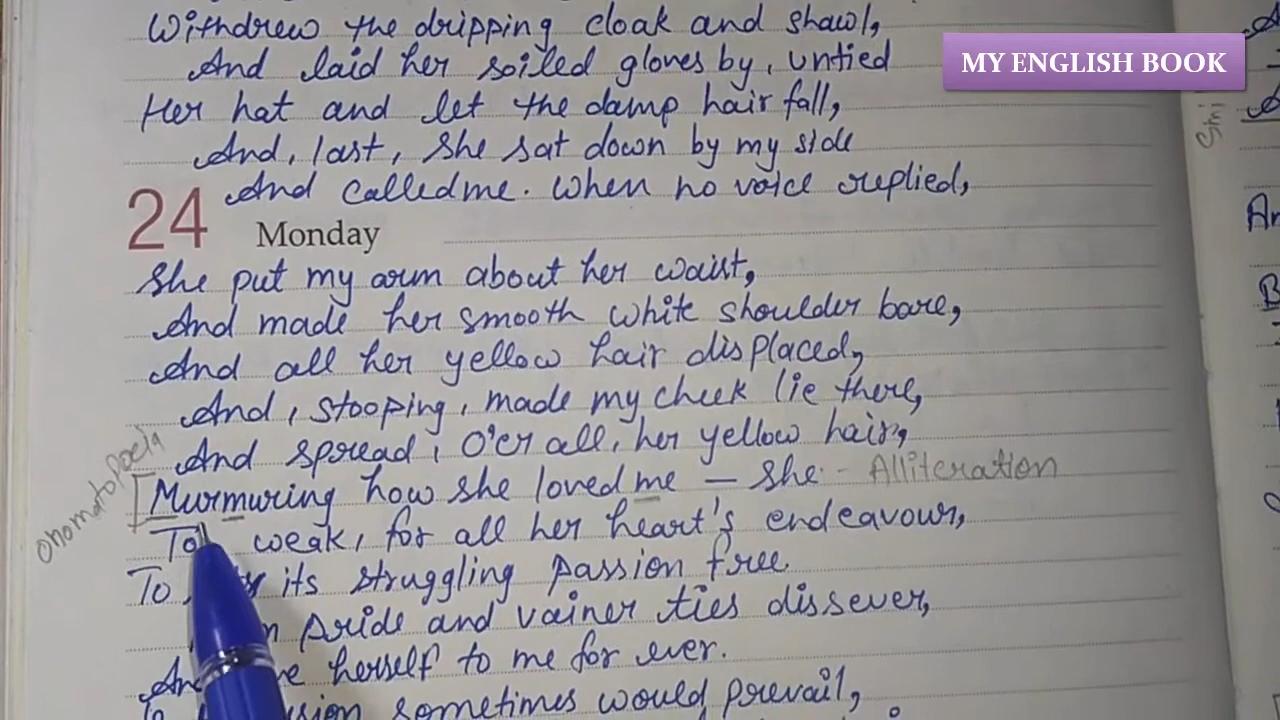 Withdrew the dripping cloak and shawl,
MY ENGLISH BOOK
And laid her soiled gloves by, untied
Her hat and let the damp hair fall,
And, last, she sat down by my side
And called me. When no voice replied,
24 Monday
She put my arm about her waist,
And made her smooth white shoulder bare,
And all her yellow hair displaced,
And, stooping, made my cheek lie there,
And spread, O'er all, her yellow hair,
Onomatopoeia
Murmuring how she loved me – she - Alliteration
weak, for all her heart's endeavour,
To its struggling passion free
pride and vainer ties dissever,
herself to me for ever.
sometimes would prevail,